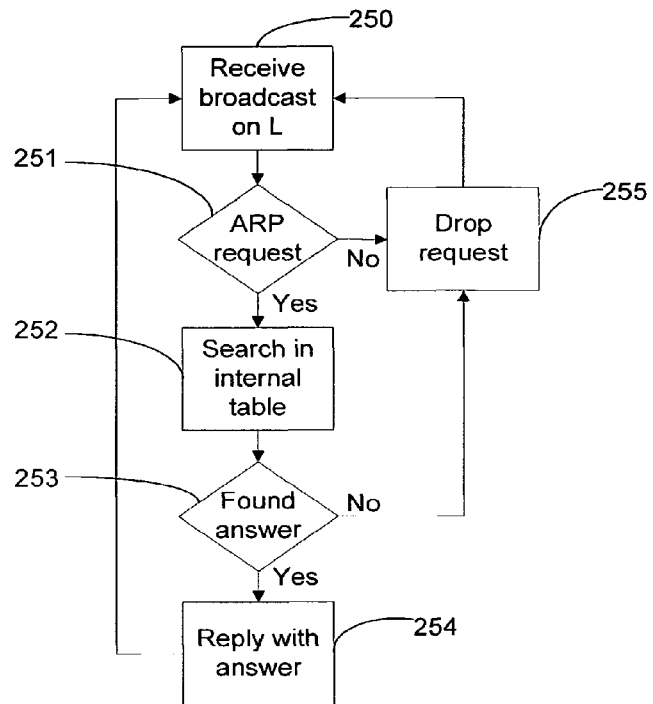 250
Receive
broadcast
on L
251
ARP
request
No
Yes
Drop
request
255
252
Search in
internal
table
253
Found
answer
No
Yes
Reply with
answer
254